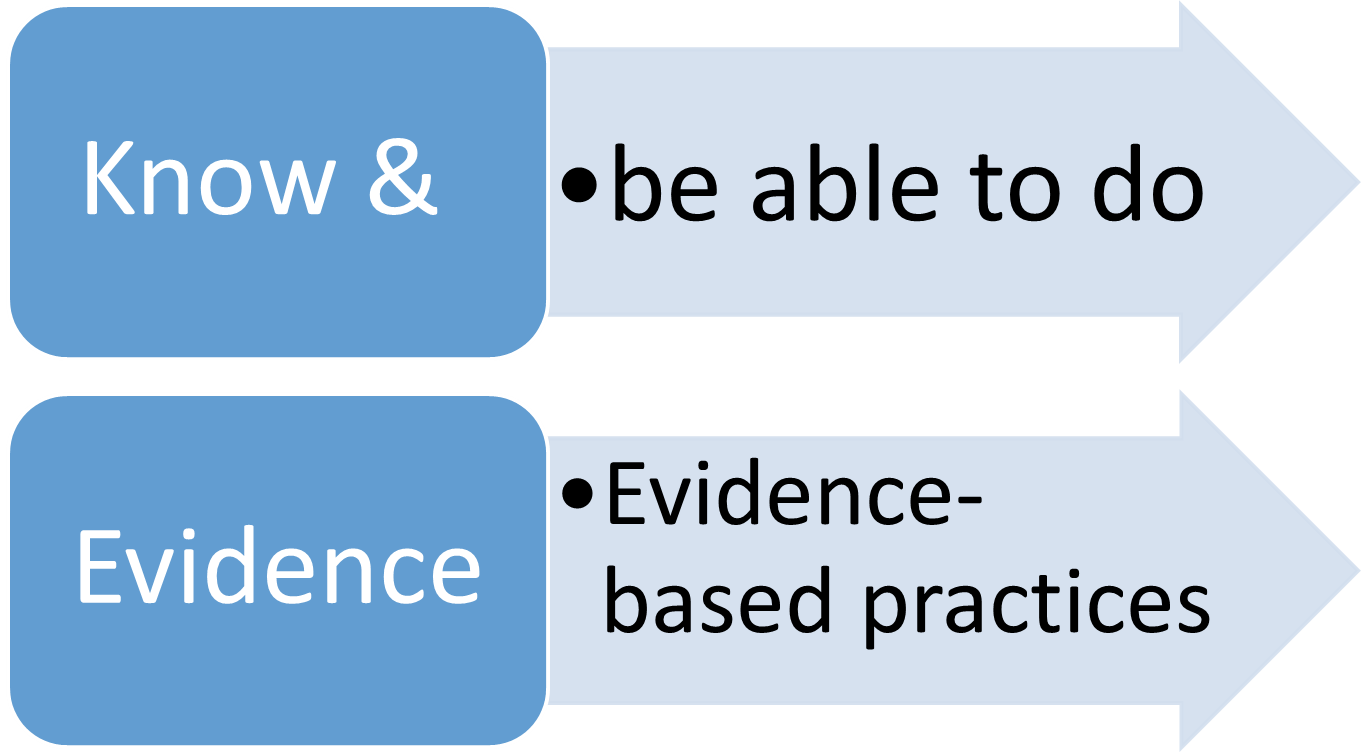 Know &
•be able to do
Evidence
•Evidence-
based practices